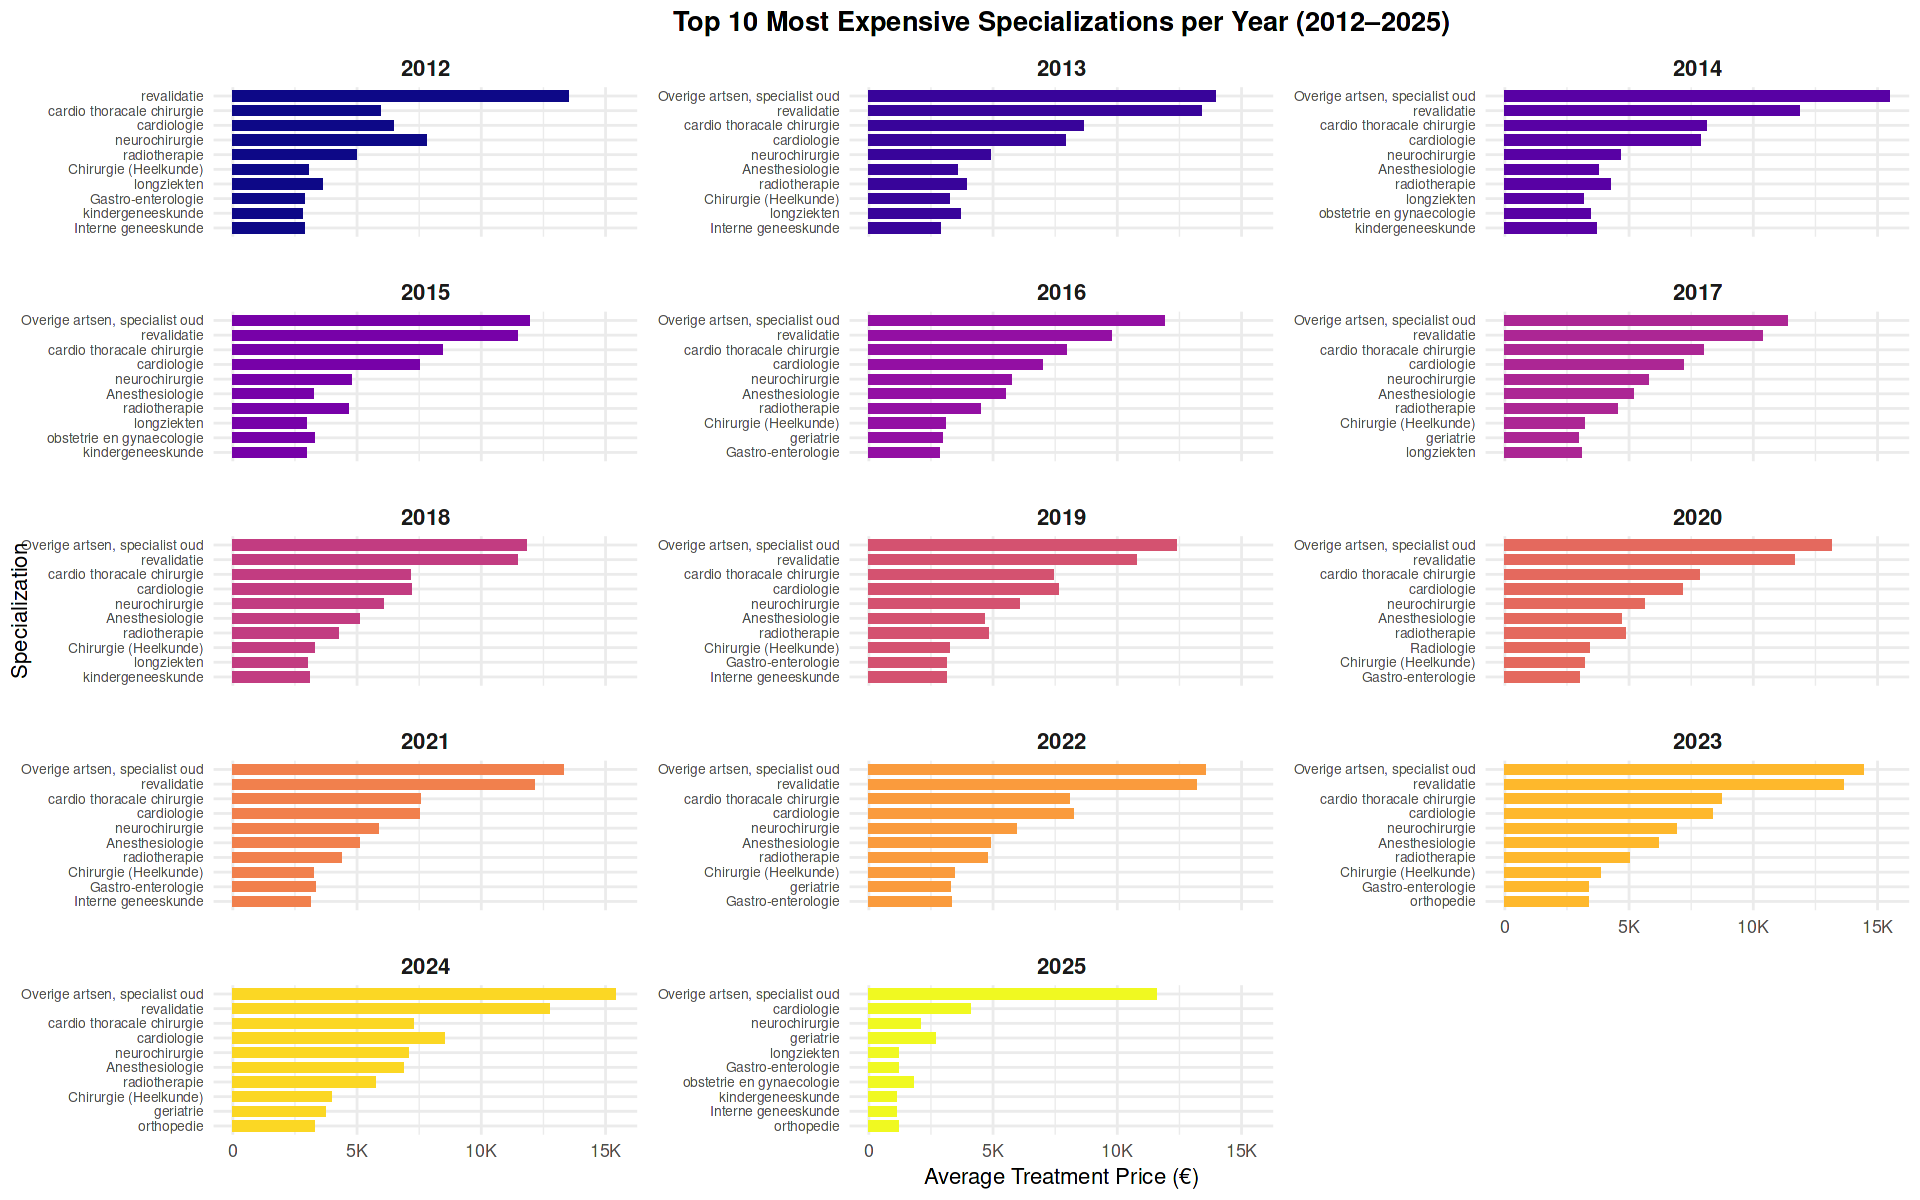 Top 10 Most Expensive Specializations per Year (2012–2025)
2012
revalidatie
cardio thoracale chirurgie
cardiologie
neurochirurgie
radiotherapie
Chirurgie (Heelkunde)
longziekten
Gastro-enterologie
kindergeneeskunde
Interne geneeskunde
2013
Overige artsen, specialist oud
revalidatie
cardio thoracale chirurgie
cardiologie
neurochirurgie
Anesthesiologie
radiotherapie
Chirurgie (Heelkunde)
longziekten
Interne geneeskunde
2014
Overige artsen, specialist oud
revalidatie
cardio thoracale chirurgie
cardiologie
neurochirurgie
Anesthesiologie
radiotherapie
longziekten
obstetrie en gynaecologie
kindergeneeskunde
2015
Overige artsen, specialist oud
revalidatie
cardio thoracale chirurgie
cardiologie
neurochirurgie
Anesthesiologie
radiotherapie
longziekten
obstetrie en gynaecologie
kindergeneeskunde
2016
Overige artsen, specialist oud
revalidatie
cardio thoracale chirurgie
cardiologie
neurochirurgie
Anesthesiologie
radiotherapie
Chirurgie (Heelkunde)
geriatrie
Gastro-enterologie
2017
Overige artsen, specialist oud
revalidatie
cardio thoracale chirurgie
cardiologie
neurochirurgie
Anesthesiologie
radiotherapie
Chirurgie (Heelkunde)
geriatrie
longziekten
Specialization
2018
Overige artsen, specialist oud
revalidatie
cardio thoracale chirurgie
cardiologie
neurochirurgie
Anesthesiologie
radiotherapie
Chirurgie (Heelkunde)
longziekten
kindergeneeskunde
2019
Overige artsen, specialist oud
revalidatie
cardio thoracale chirurgie
cardiologie
neurochirurgie
Anesthesiologie
radiotherapie
Chirurgie (Heelkunde)
Gastro-enterologie
Interne geneeskunde
2020
Overige artsen, specialist oud
revalidatie
cardio thoracale chirurgie
cardiologie
neurochirurgie
Anesthesiologie
radiotherapie
Radiologie
Chirurgie (Heelkunde)
Gastro-enterologie
2021
Overige artsen, specialist oud
revalidatie
cardio thoracale chirurgie
cardiologie
neurochirurgie
Anesthesiologie
radiotherapie
Chirurgie (Heelkunde)
Gastro-enterologie
Interne geneeskunde
2022
Overige artsen, specialist oud
revalidatie
cardio thoracale chirurgie
cardiologie
neurochirurgie
Anesthesiologie
radiotherapie
Chirurgie (Heelkunde)
geriatrie
Gastro-enterologie
2023
Overige artsen, specialist oud
revalidatie
cardio thoracale chirurgie
cardiologie
neurochirurgie
Anesthesiologie
radiotherapie
Chirurgie (Heelkunde)
Gastro-enterologie
orthopedie
0 5K 10K 15K
2024
Overige artsen, specialist oud
revalidatie
cardio thoracale chirurgie
cardiologie
neurochirurgie
Anesthesiologie
radiotherapie
Chirurgie (Heelkunde)
geriatrie
orthopedie
0 5K 10K 15K
2025
Overige artsen, specialist oud
cardiologie
neurochirurgie
geriatrie
longziekten
Gastro-enterologie
obstetrie en gynaecologie
kindergeneeskunde
Interne geneeskunde
orthopedie
0 5K 10K 15K
Average Treatment Price (€)